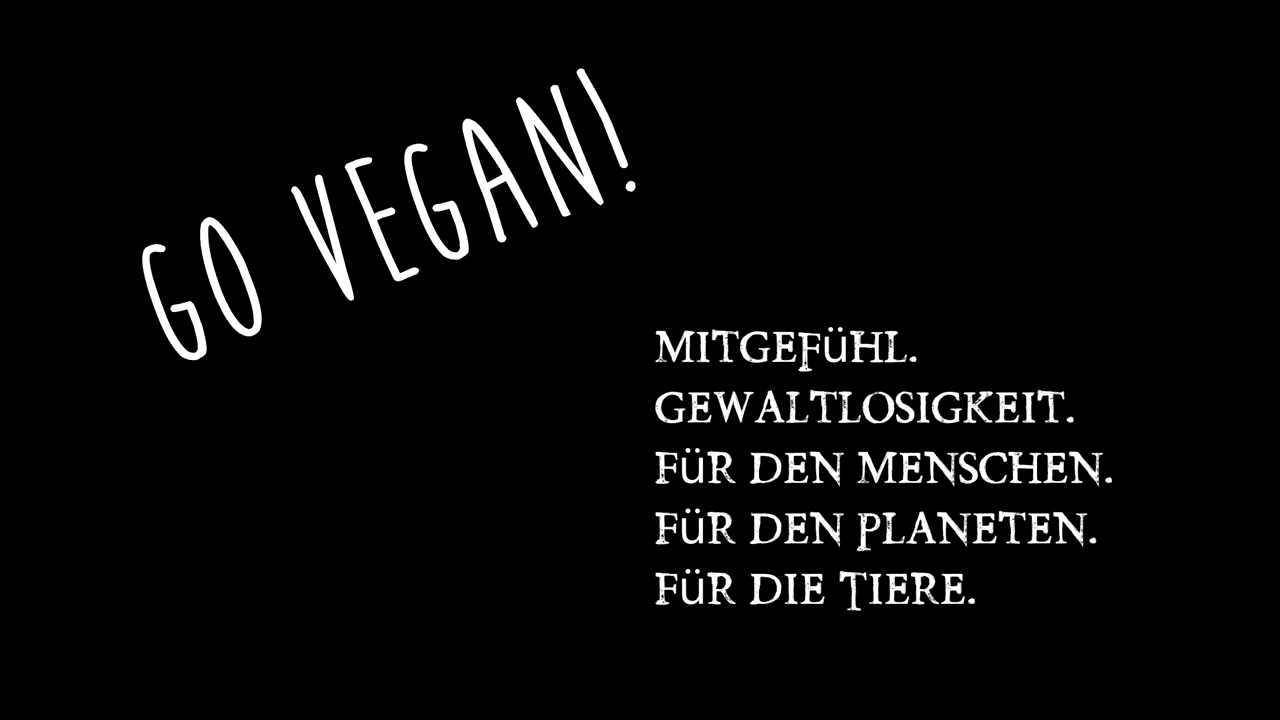 GO VEGAN!
MITGEFÜHL.
GEWALTLOSIGKEIT.
FÜR DEN MENSCHEN.
FÜR DEN PLANETEN.
FÜR DIE TIERE.